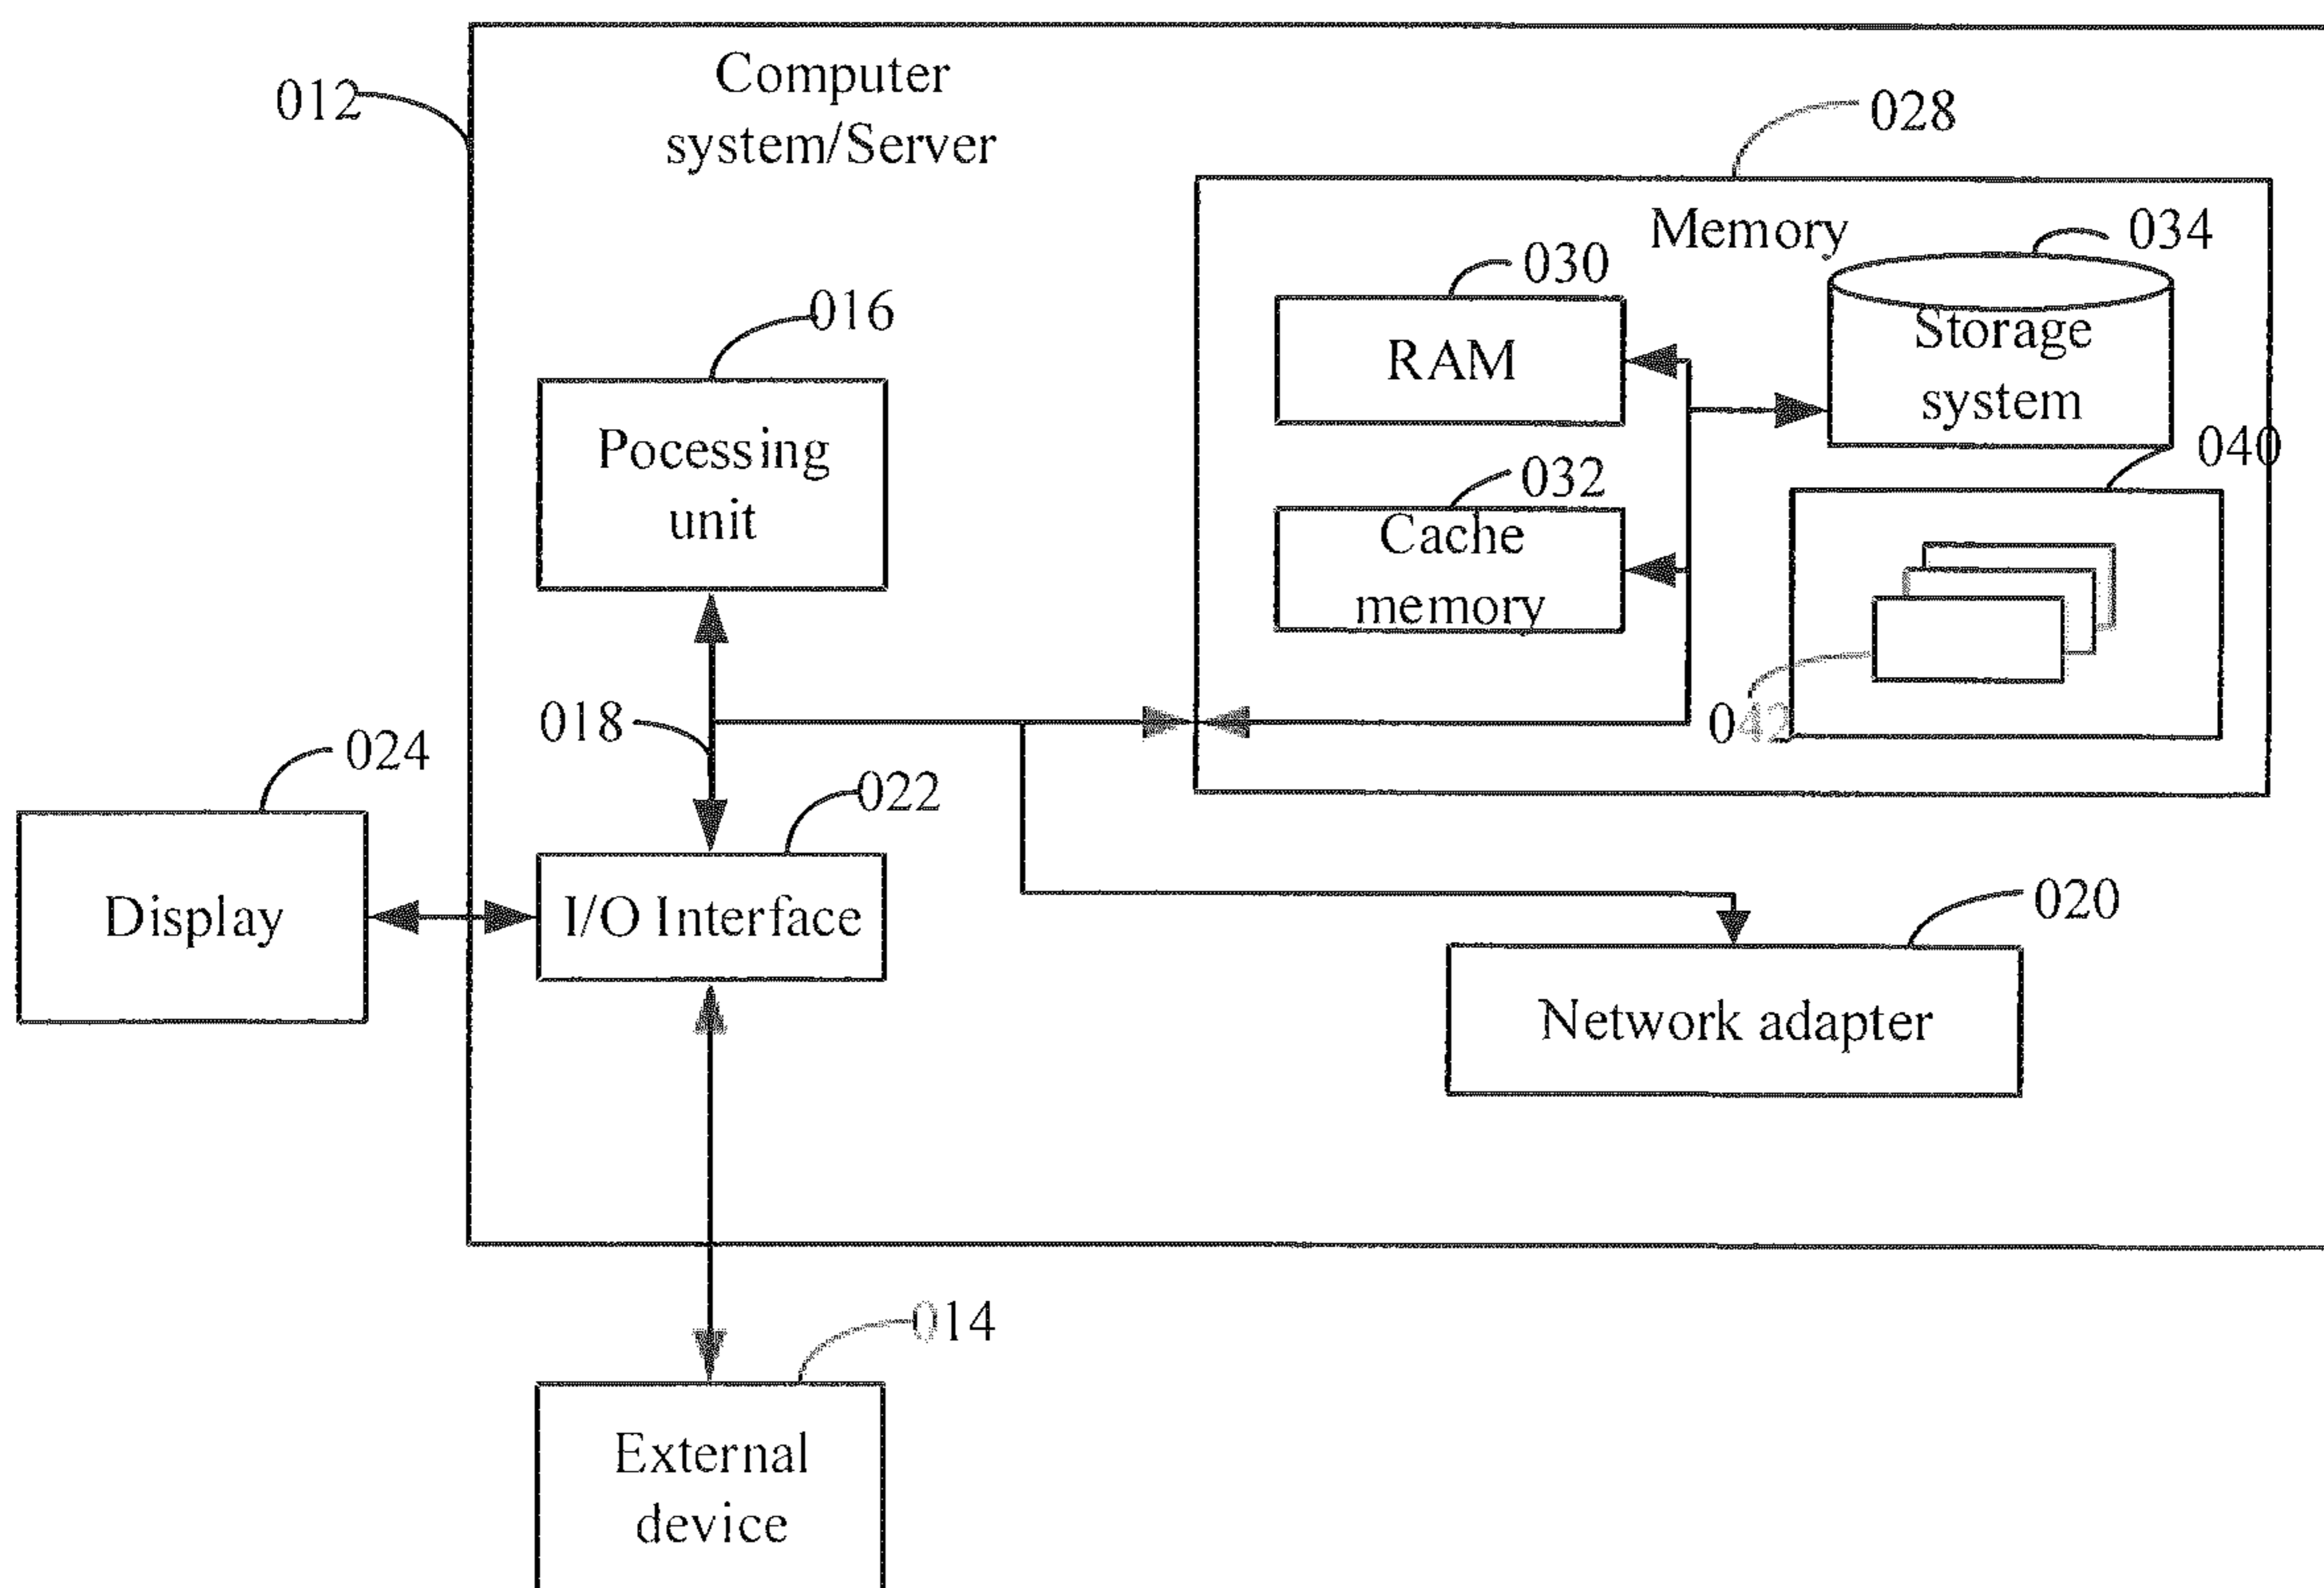 Computer
system/Server
012
028
Memory
034
030
016
RAM
Storage
system
Pocessing
unit
032
040
Cache
memory
018
042
024
022
Display
I/O Interface
020
Network adapter
014
External
device